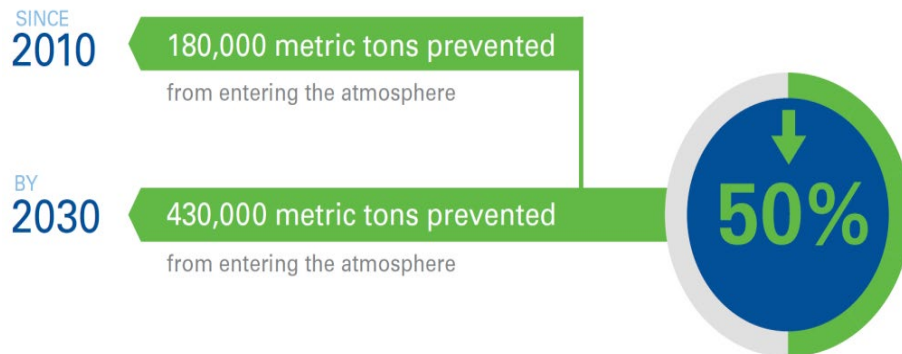 SINCE
2010
180,000 metric tons prevented
from entering the atmosphere
BY
2030
430,000 metric tons prevented
from entering the atmosphere
50%